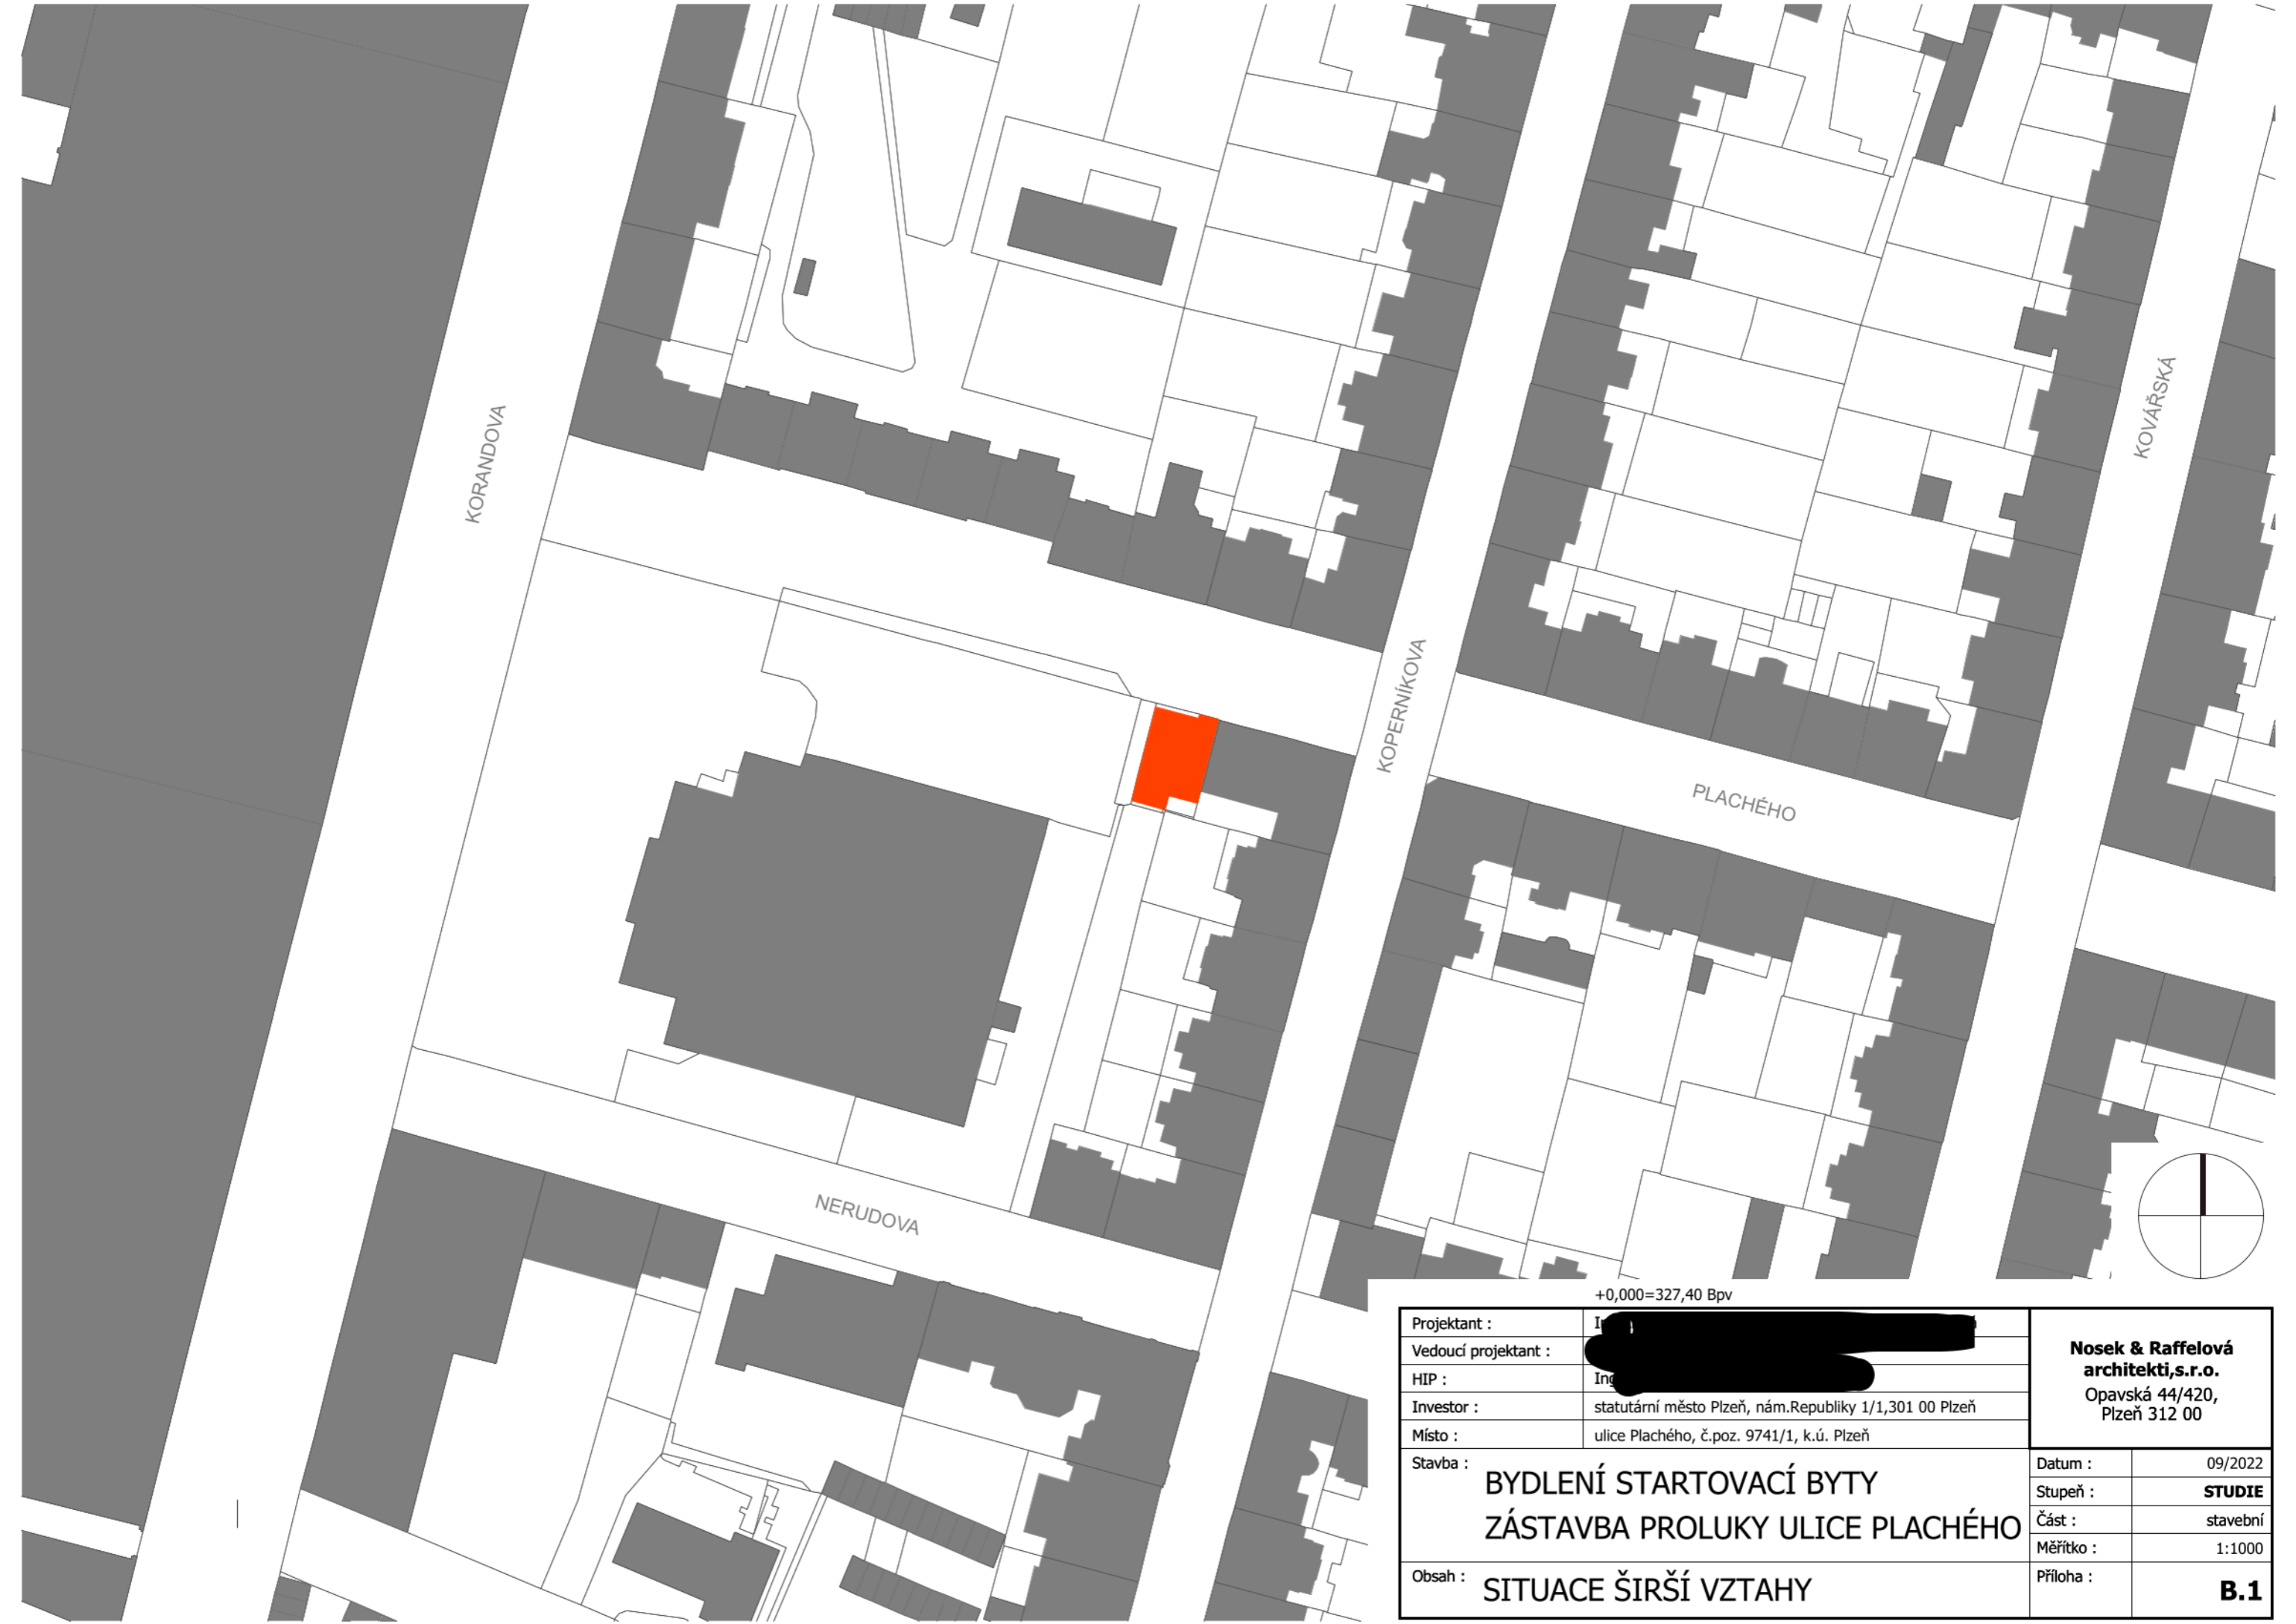 KORANDOVA
KOPERNÍKOVA
KOVÁŘSKÁ
PLACHÉHO
NERUDOVA
+0,000=327,40 Bpv
Projektant :
Vedoucí projektant :
HIP :
Investor : statutární město Plzeň, nám.Republiky 1/1,301 00 Plzeň
Místo : ulice Plachého, č.poz. 9741/1, k.ú. Plzeň
Nosek & Raffelová
architekti,s.r.o.
Opavská 44/420,
Plzeň 312 00
Stavba : BYDLENÍ STARTOVACÍ BYTY
ZÁSTAVBA PROLUKY ULICE PLACHÉHO
Datum : 09/2022
Stupeň : STUDIE
Část : stavební
Měřítko : 1:1000
Obsah : SITUACE ŠIRŠÍ VZTAHY
Příloha : B.1